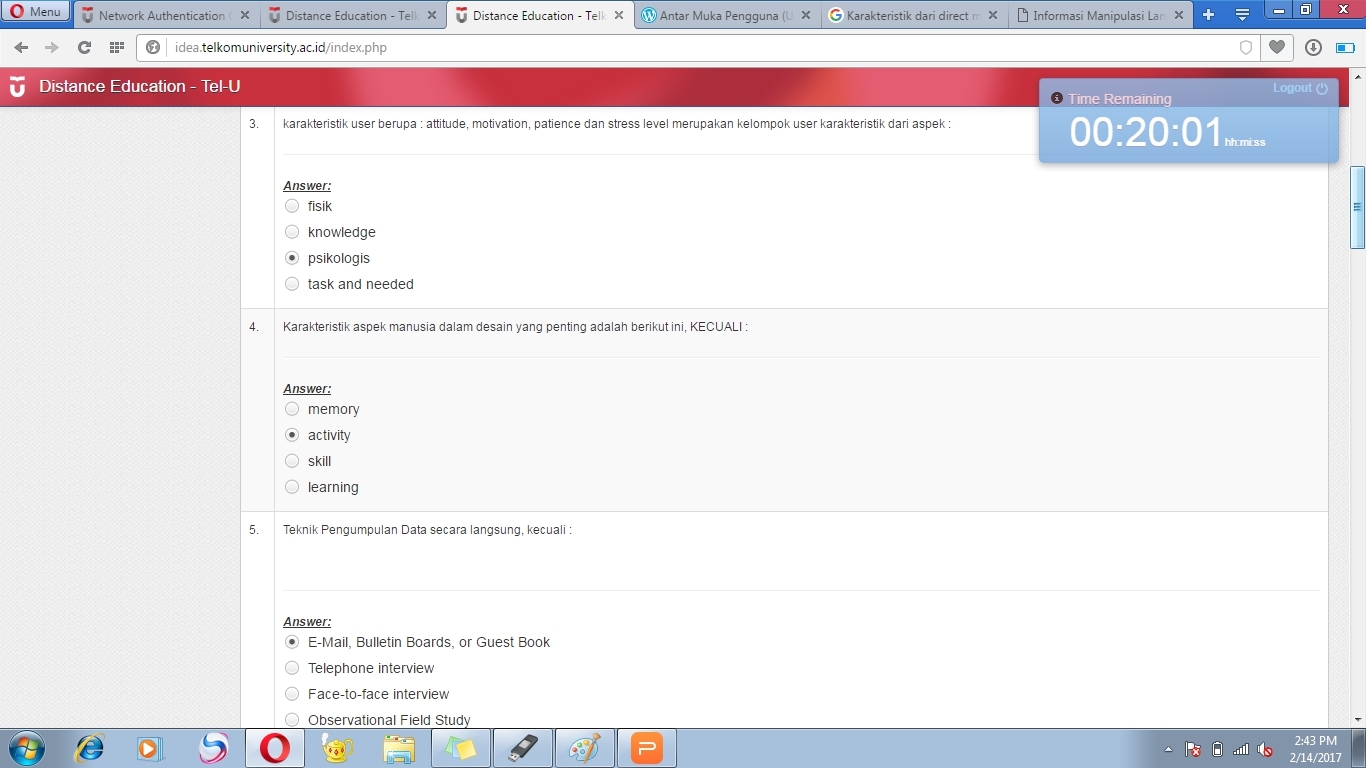 Menu
Network Authentication
Distance Education - Telk
Distance Education - Telk
Antar Muka Pengguna (U
Karakteristik dari direct m
Informasi Manipulasi Lan
idea.telkomuniversity.ac.id/index.php
Distance Education - Tel-U
Logout
Time Remaining
00:20:01 hh:mi:ss
3. karakteristik user berupa : attitude, motivation, patience dan stress level merupakan kelompok user karakteristik dari aspek :
Answer:
fisik
knowledge
psikologis
task and needed
4. Karakteristik aspek manusia dalam desain yang penting adalah berikut ini, KECUALI :
Answer:
memory
activity
skill
learning
5. Teknik Pengumpulan Data secara langsung, kecuali :
Answer:
E-Mail, Bulletin Boards, or Guest Book
Telephone interview
Face-to-face interview
Observational Field Study
2:43 PM
2/14/2017